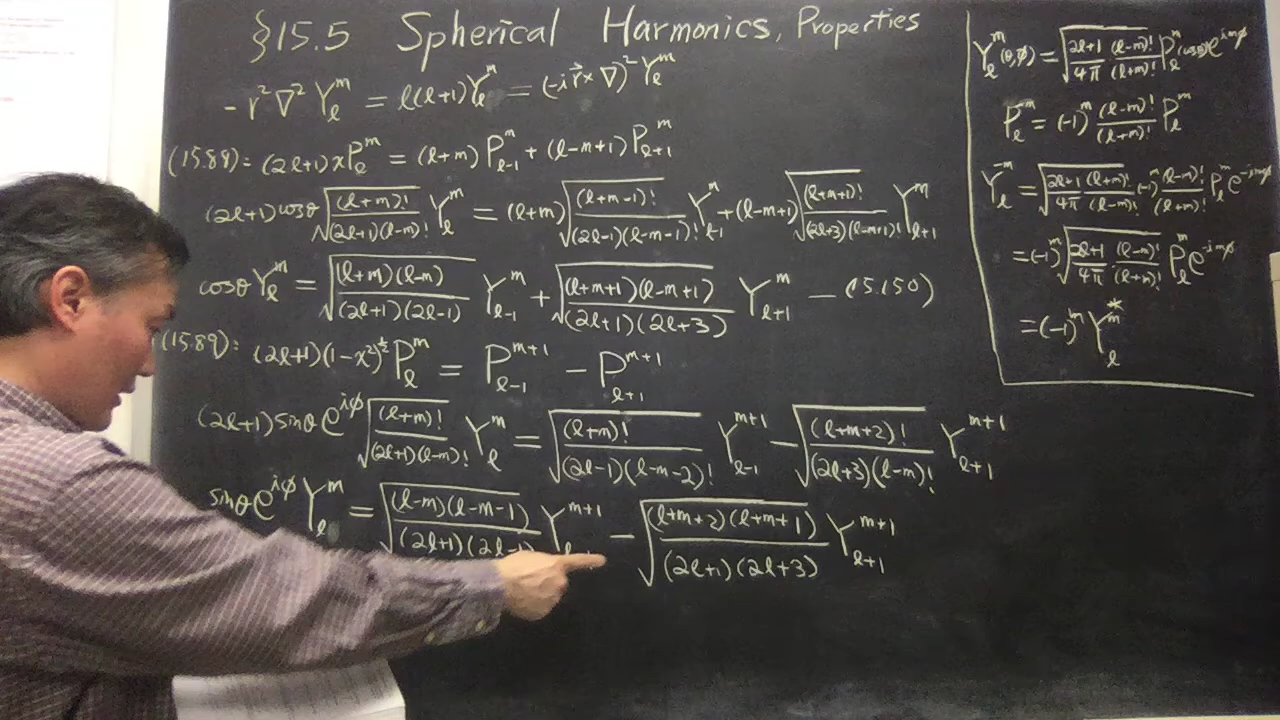 §15.5 Spherical Harmonics, Properties
- r² ∇² Y_ℓ^m = ℓ(ℓ+1) Y_ℓ^m = (-i r⃗ × ∇)² Y_ℓ^m
(15.88): (2ℓ+1) x P_ℓ^m = (ℓ+m) P_{ℓ-1}^m + (ℓ-m+1) P_{ℓ+1}^m
(2ℓ+1) cosθ √((ℓ+m)!/((2ℓ+1)(ℓ-m)!)) Y_ℓ^m = (ℓ+m) √((ℓ+m-1)!/((2ℓ-1)(ℓ-m-1)!)) Y_{ℓ-1}^m + (ℓ-m+1) √((ℓ+m+1)!/((2ℓ+3)(ℓ-m+1)!)) Y_{ℓ+1}^m
cosθ Y_ℓ^m = √((ℓ+m)(ℓ-m)/((2ℓ+1)(2ℓ-1))) Y_{ℓ-1}^m + √((ℓ+m+1)(ℓ-m+1)/((2ℓ+1)(2ℓ+3))) Y_{ℓ+1}^m — (15.150)
(15.89): (2ℓ+1)(1-x²)^{1/2} P_ℓ^m = P_{ℓ-1}^{m+1} - P_{ℓ+1}^{m+1}
(2ℓ+1) sinθ e^{iφ} √((ℓ+m)!/((2ℓ+1)(ℓ-m)!)) Y_ℓ^m = √((ℓ+m)!/((2ℓ-1)(ℓ-m-2)!)) Y_{ℓ-1}^{m+1} - √((ℓ+m+2)!/((2ℓ+3)(ℓ-m)!)) Y_{ℓ+1}^{m+1}
sinθ e^{iφ} Y_ℓ^m = √((ℓ-m)(ℓ-m-1)/((2ℓ+1)(2ℓ-1))) Y_ℓ^{m+1} - √((ℓ+m+2)(ℓ+m+1)/((2ℓ+1)(2ℓ+3))) Y_{ℓ+1}^{m+1}
Y_ℓ^m(θ,φ) = √((2ℓ+1)/4π (ℓ-m)!/(ℓ+m)!) P_ℓ^m(cosθ) e^{imφ}
P_ℓ^{-m} = (-1)^m (ℓ-m)!/(ℓ+m)! P_ℓ^m
Y_ℓ^{-m} = √((2ℓ+1)/4π (ℓ+m)!/(ℓ-m)!) (-1)^m (ℓ-m)!/(ℓ+m)! P_ℓ^m e^{-imφ}
= (-1)^m √((2ℓ+1)/4π (ℓ-m)!/(ℓ+m)!) P_ℓ^m e^{-imφ}
= (-1)^m Y_ℓ^{m*}